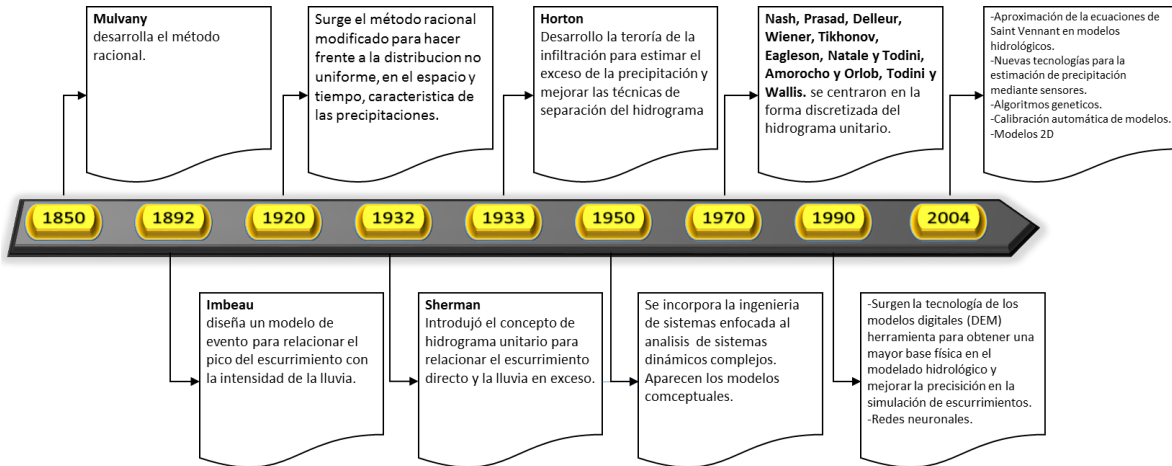 Mulvany
desarrolla el método
racional.
Surge el método racional
modificado para hacer
frente a la distribucion no
uniforme, en el espacio y
tiempo, caracteristica de
las precipitaciones.
Horton
Desarrollo la teroría de la
infiltración para estimar el
exceso de la precipitación y
mejorar las técnicas de
separación del hidrograma
Nash, Prasad, Delleur,
Wiener, Tikhonov,
Eagleson, Natale y Todini,
Amorocho y Orlob, Todini y
Wallis. se centraron en la
forma discretizada del
hidrograma unitario.
-Aproximación de la ecuaciones de
Saint Vennant en modelos
hidrológicos.
-Nuevas tecnologías para la
estimación de precipitación
mediante sensores.
-Algoritmos geneticos.
-Calibración automática de modelos.
-Modelos 2D
1850
1892
1920
1932
1933
1950
1970
1990
2004
Imbeau
diseña un modelo de
evento para relacionar el
pico del escurrimiento con
la intensidad de la lluvia.
Sherman
Introdujó el concepto de
hidrograma unitario para
relacionar el escurrimiento
directo y la lluvia en exceso.
Se incorpora la ingenieria
de sistemas enfocada al
analisis de sistemas
dinámicos complejos.
Aparecen los modelos
comceptuales.
-Surgen la tecnología de los
modelos digitales (DEM)
herramienta para obtener una
mayor base física en el
modelado hidrológico y
mejorar la precisición en la
simulación de escurrimientos.
-Redes neuronales.